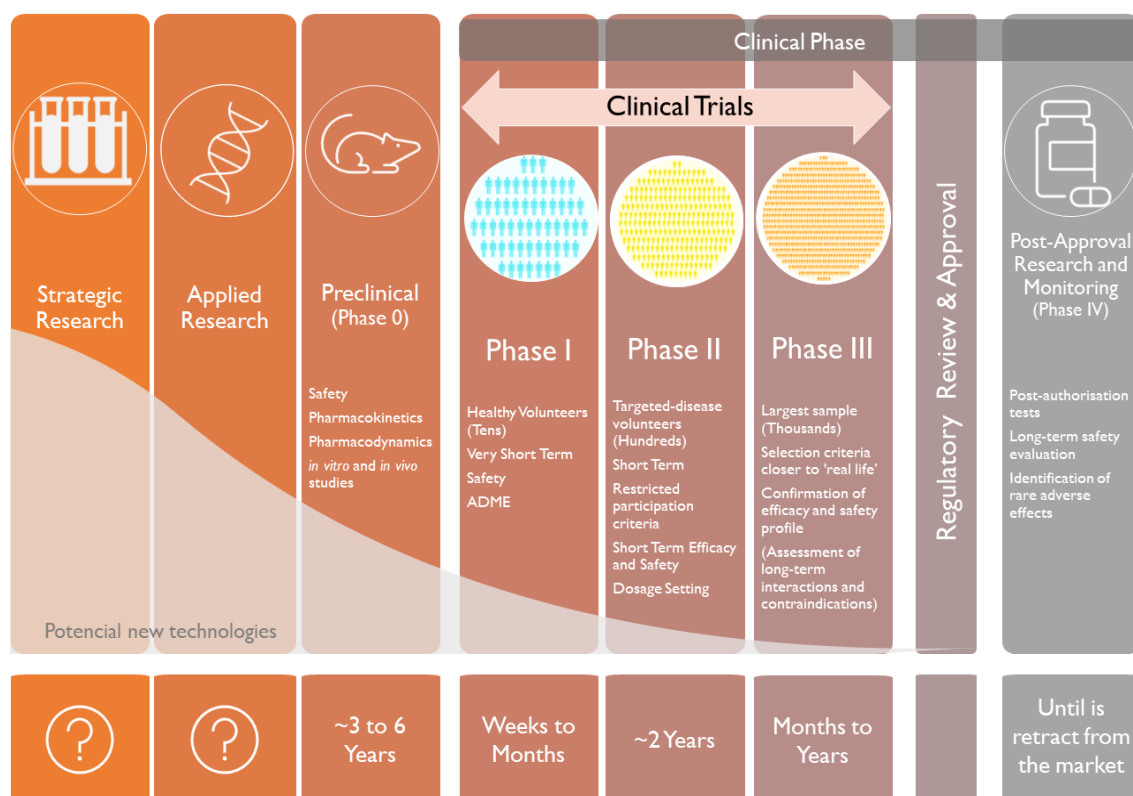 Clinical Phase
Clinical Trials
Strategic
Research
Applied
Research
Preclinical
(Phase 0)
Safety
Pharmacokinetics
Pharmacodynamics
in vitro and in vivo
studies
Phase I
Healthy Volunteers
(Tens)
Very Short Term
Safety
ADME
Phase II
Targeted-disease
volunteers
(Hundreds)
Short Term
Restricted
participation
criteria
Short Term Efficacy
and Safety
Dosage Setting
Phase III
Largest sample
(Thousands)
Selection criteria
closer to 'real life'
Confirmation of
efficacy and safety
profile
(Assessment of
long-term
interactions and
contraindications)
Regulatory Review & Approval
Post-Approval
Research and
Monitoring
(Phase IV)
Post-authorisation
tests
Long-term safety
evaluation
Identification of
rare adverse
effects
Potencial new technologies
?
?
~3 to 6
Years
Weeks to
Months
~2 Years
Months to
Years
Until is
retract from
the market